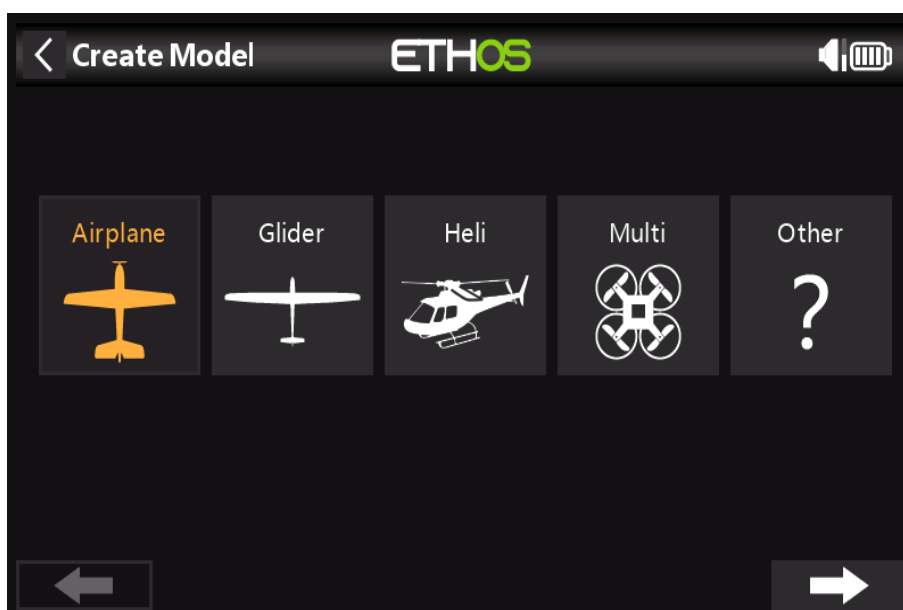 Create Model
ETHOS
Airplane
Glider
Heli
Multi
Other
?